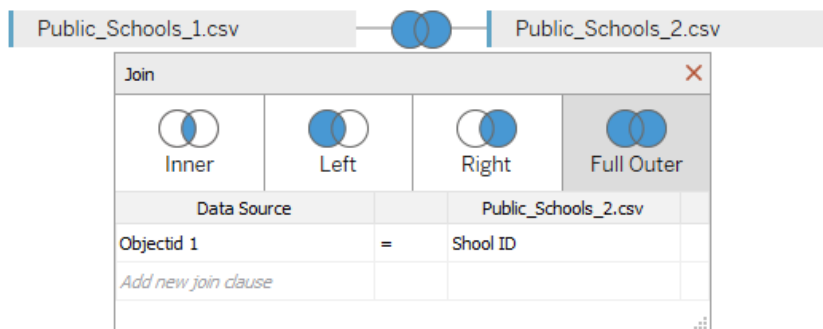 Public_Schools_1.csv Public_Schools_2.csv
Join
Inner Left Right Full Outer
Data Source Public_Schools_2.csv
Objectid 1 = Shool ID
Add new join clause